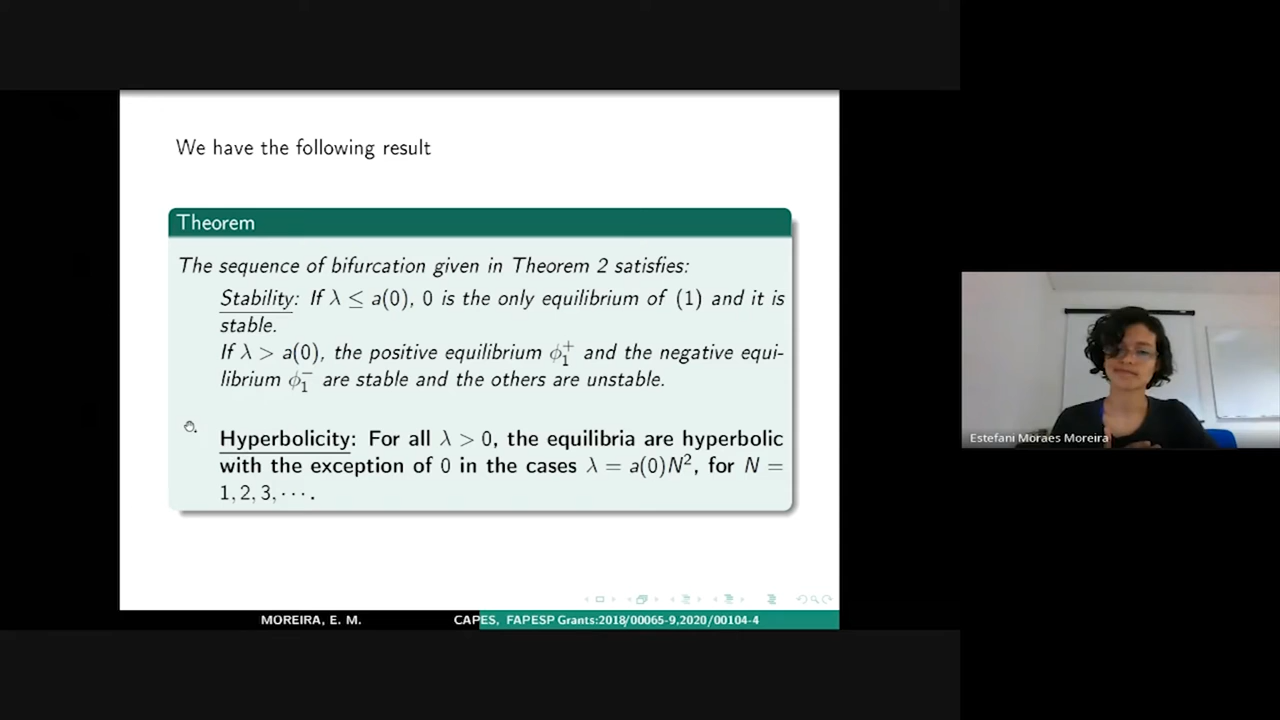 We have the following result
Theorem
The sequence of bifurcation given in Theorem 2 satisfies:
Stability: If λ ≤ a(0), 0 is the only equilibrium of (1) and it is
stable.
If λ > a(0), the positive equilibrium ϕ₁⁺ and the negative equi-
librium ϕ₁⁻ are stable and the others are unstable.
Hyperbolicity: For all λ > 0, the equilibria are hyperbolic
with the exception of 0 in the cases λ = a(0)N², for N =
1, 2, 3, ⋯.
MOREIRA, E. M. CAPES, FAPESP Grants:2018/00065-9,2020/00104-4
Estefani Moraes Moreira